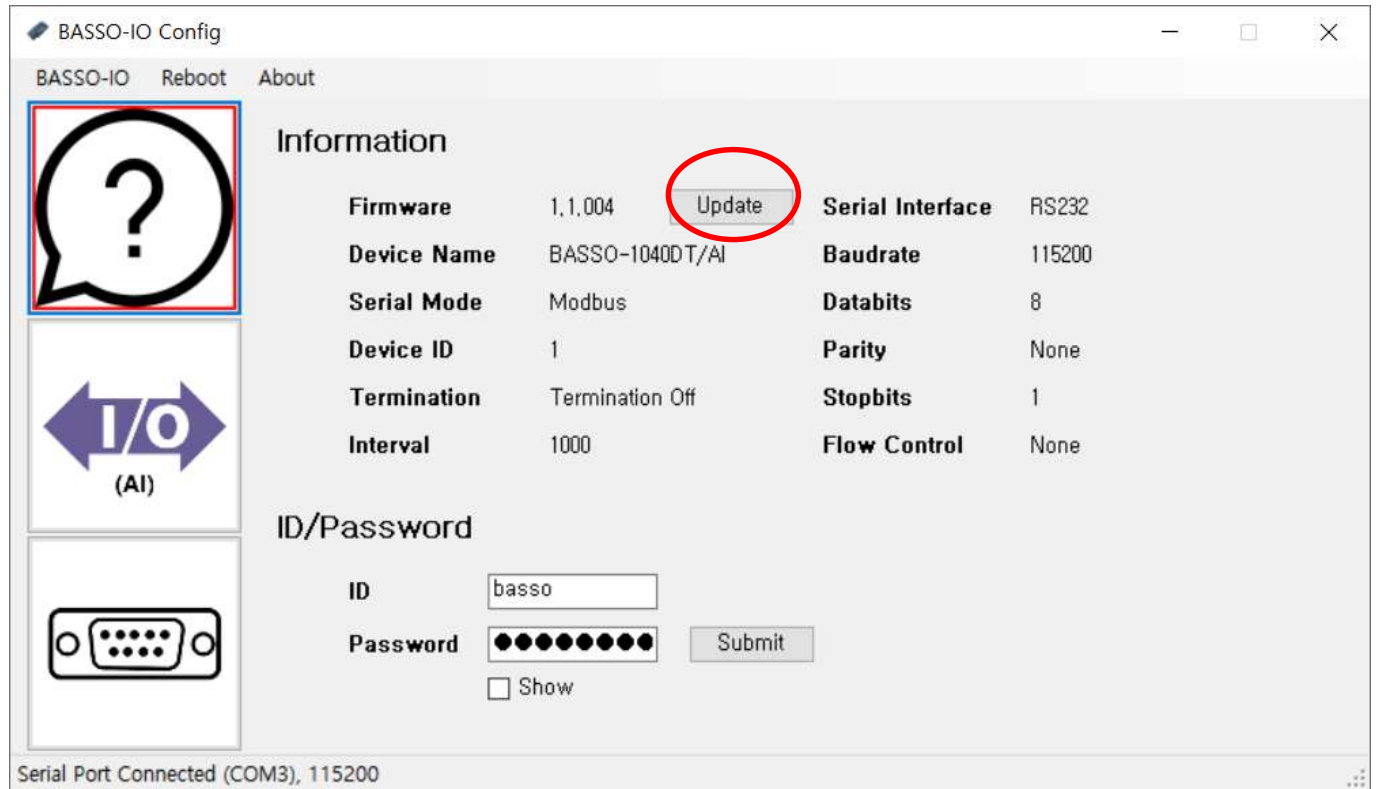 BASSO-IO Config
BASSO-IO Reboot About
?
Information
Firmware 1,1,004 Update Serial Interface RS232
Device Name BASSO-1040DT/AI Baudrate 115200
Serial Mode Modbus Databits 8
Device ID 1 Parity None
Termination Termination Off Stopbits 1
Interval 1000 Flow Control None
I/O
(AI)
ID/Password
ID basso
Password ●●●●●●●● Submit
Show
Serial Port Connected (COM3), 115200